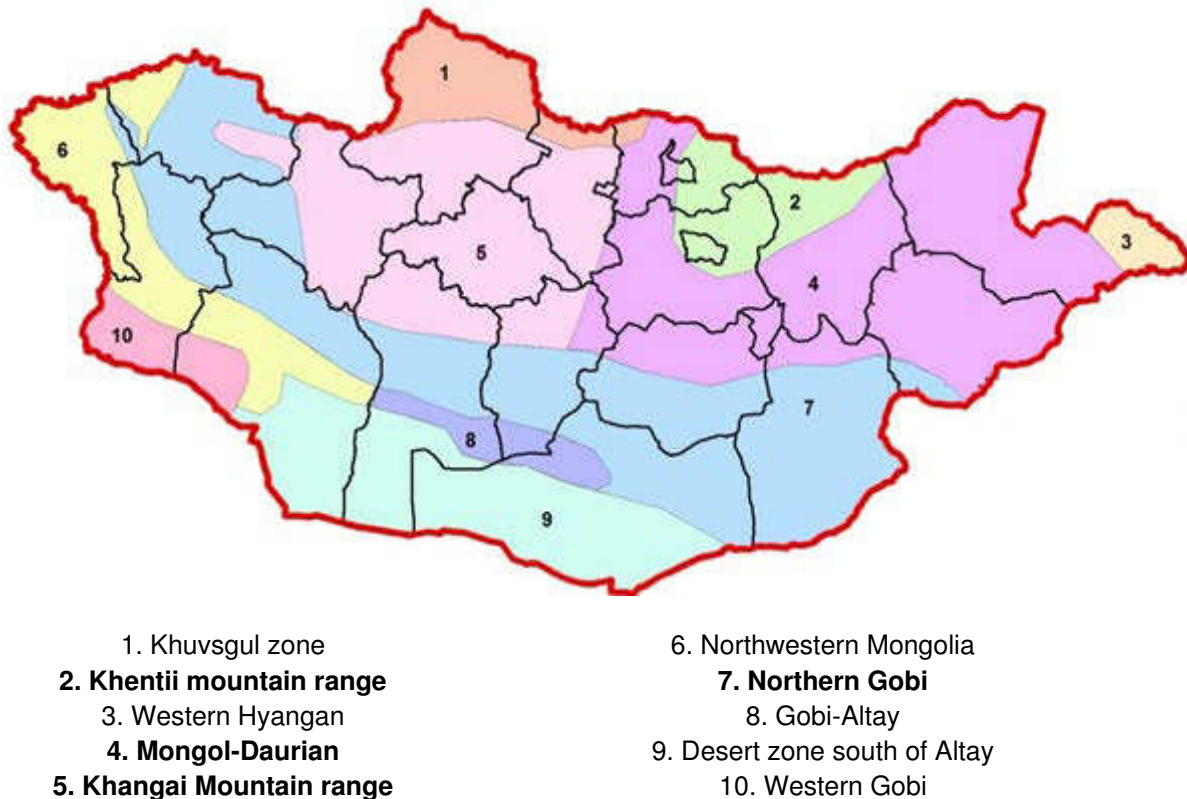 1
2
6
3
5
4
10
7
8
9
1. Khuvsgul zone
2. Khentii mountain range
3. Western Hyangan
4. Mongol-Daurian
5. Khangai Mountain range
6. Northwestern Mongolia
7. Northern Gobi
8. Gobi-Altay
9. Desert zone south of Altay
10. Western Gobi